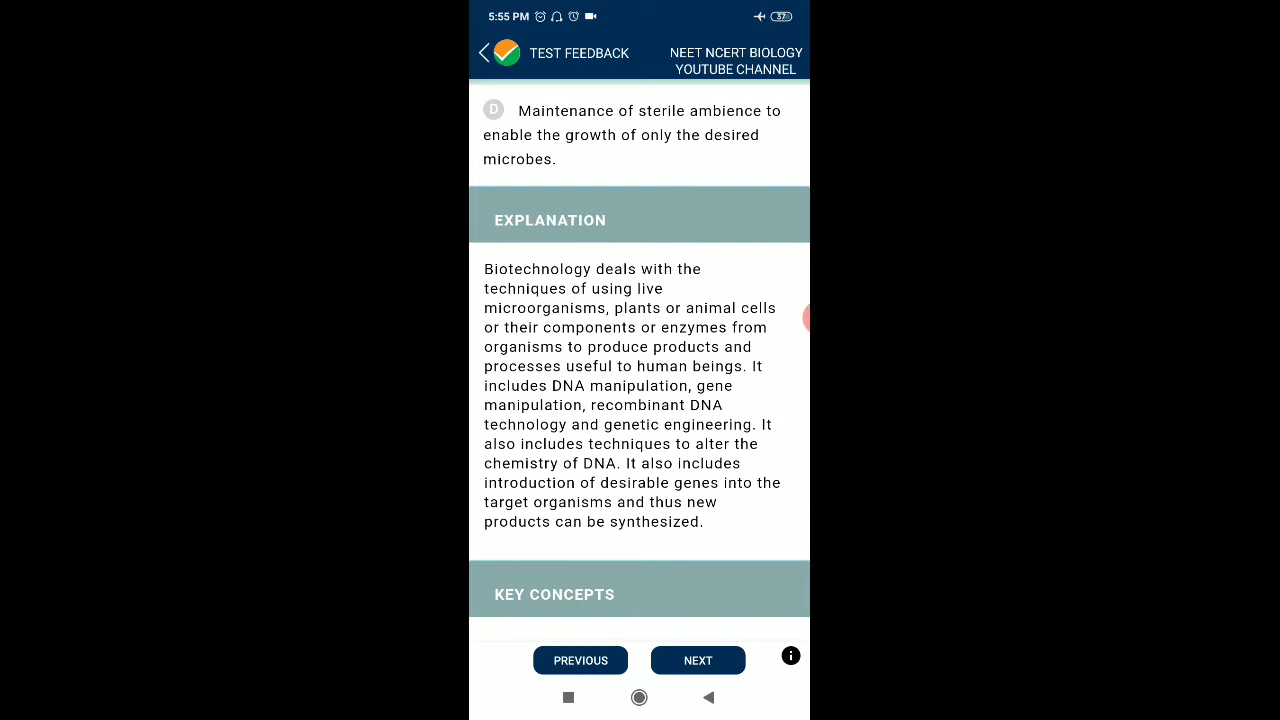 5:55 PM
37
TEST FEEDBACK
NEET NCERT BIOLOGY
YOUTUBE CHANNEL
D Maintenance of sterile ambience to
enable the growth of only the desired
microbes.
EXPLANATION
Biotechnology deals with the
techniques of using live
microorganisms, plants or animal cells
or their components or enzymes from
organisms to produce products and
processes useful to human beings. It
includes DNA manipulation, gene
manipulation, recombinant DNA
technology and genetic engineering. It
also includes techniques to alter the
chemistry of DNA. It also includes
introduction of desirable genes into the
target organisms and thus new
products can be synthesized.
KEY CONCEPTS
PREVIOUS
NEXT
i